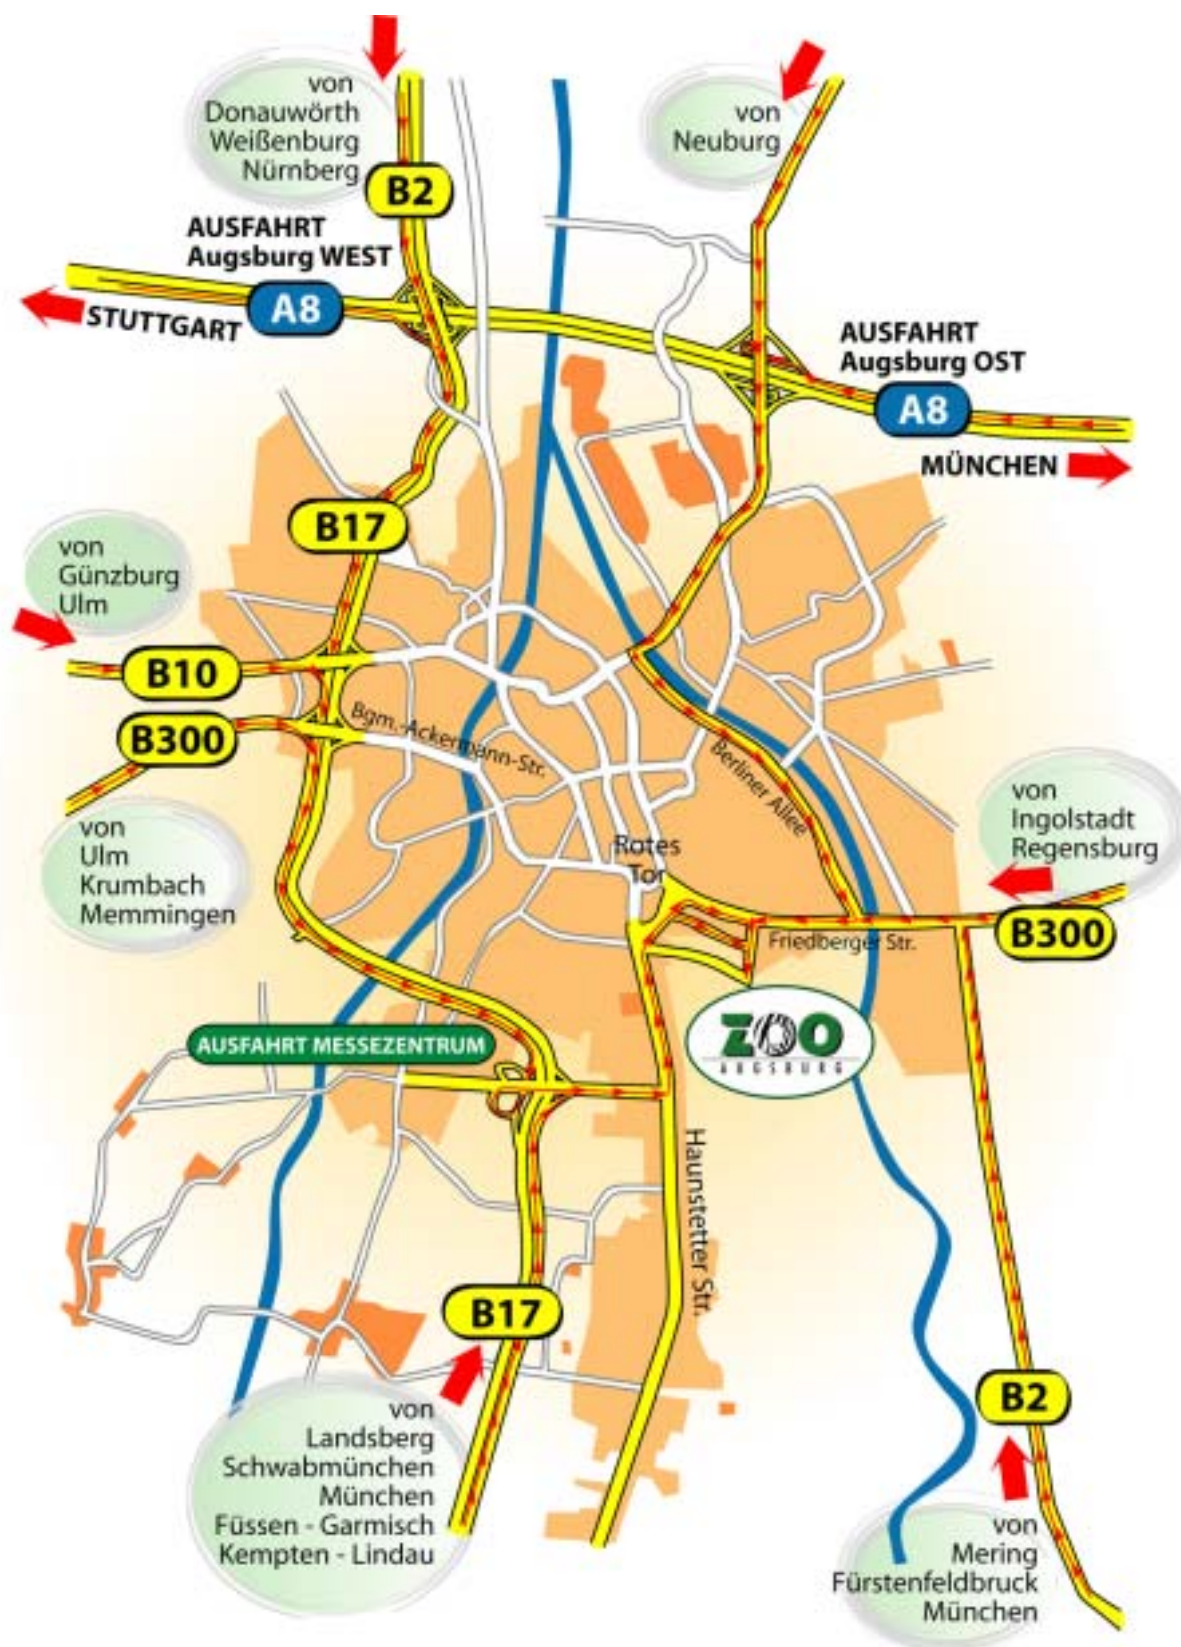 von
Donauwörth
Weißenburg
Nürnberg
von
Neuburg
B2
AUSFAHRT
Augsburg WEST
A8
STUTTGART
AUSFAHRT
Augsburg OST
A8
MÜNCHEN
B17
von
Günzburg
Ulm
B10
B300
Bgm.-Ackermann-Str.
Berliner Allee
von
Ulm
Krumbach
Memmingen
von
Ingolstadt
Regensburg
Rotes
Tor
B300
Friedberger Str.
ZOO
AUGSBURG
AUSFAHRT MESSEZENTRUM
Haunstetter Str.
B17
B2
von
Landsberg
Schwabmünchen
München
Füssen - Garmisch
Kempten - Lindau
von
Mering
Fürstenfeldbruck
München